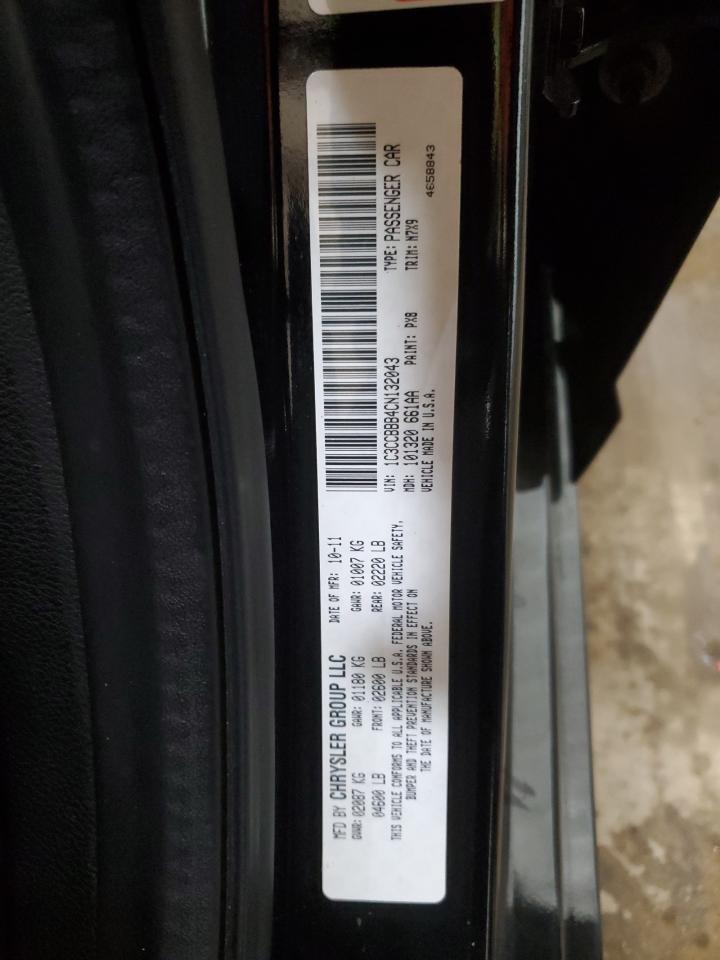 MFD BY CHRYSLER GROUP LLC DATE OF MFR: 10-11
GVWR: 02087 KG GAWR: 01180 KG GAWR: 01007 KG
04600 LB FRONT: 02600 LB REAR: 02220 LB
THIS VEHICLE CONFORMS TO ALL APPLICABLE U.S.A. FEDERAL MOTOR VEHICLE SAFETY,
BUMPER AND THEFT PREVENTION STANDARDS IN EFFECT ON
THE DATE OF MANUFACTURE SHOWN ABOVE.
VIN: 1C3CCBBB4CN132043 TYPE: PASSENGER CAR
MDH: 101320 661AA PAINT: PX8 TRIM: N7X9
VEHICLE MADE IN U.S.A.
4658843